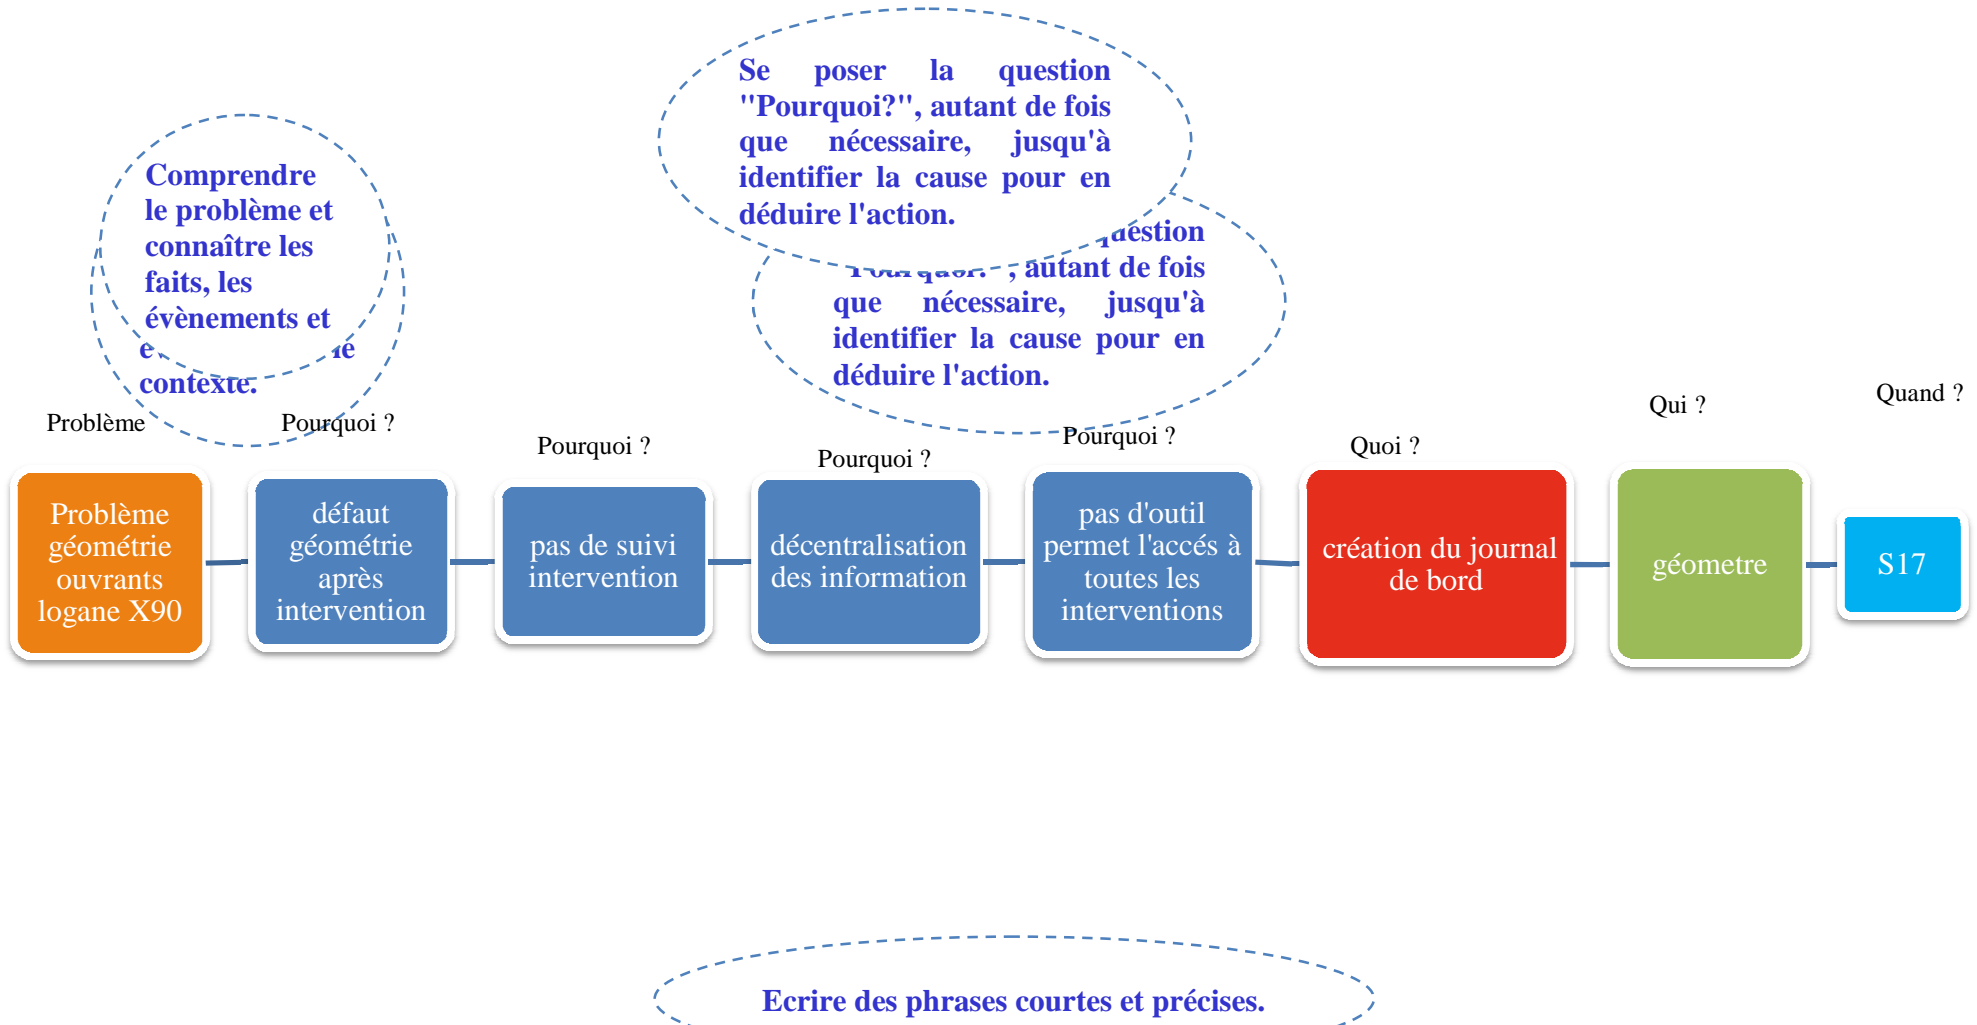 Se poser la question
"Pourquoi?", autant de fois
que nécessaire, jusqu'à
identifier la cause pour en
déduire l'action.
Comprendre
le problème et
connaître les
faits, les
évènements et
contexte.
, autant de fois
que nécessaire, jusqu'à
identifier la cause pour en
déduire l'action.
Problème
Pourquoi ?
Pourquoi ?
Pourquoi ?
Pourquoi ?
Quoi ?
Qui ?
Quand ?
Problème
géométrie
ouvrants
logane X90
défaut
géométrie
après
intervention
pas de suivi
intervention
décentralisation
des information
pas d'outil
permet l'accés à
toutes les
interventions
création du journal
de bord
géometre
S17
Ecrire des phrases courtes et précises.